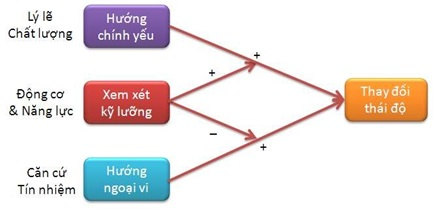 Lý lẽ
Chất lượng
Hướng
chính yếu
+
+
Động cơ
& Năng lực
Xem xét
kỹ lưỡng
Thay đổi
thái độ
–
+
Căn cứ
Tín nhiệm
Hướng
ngoại vi